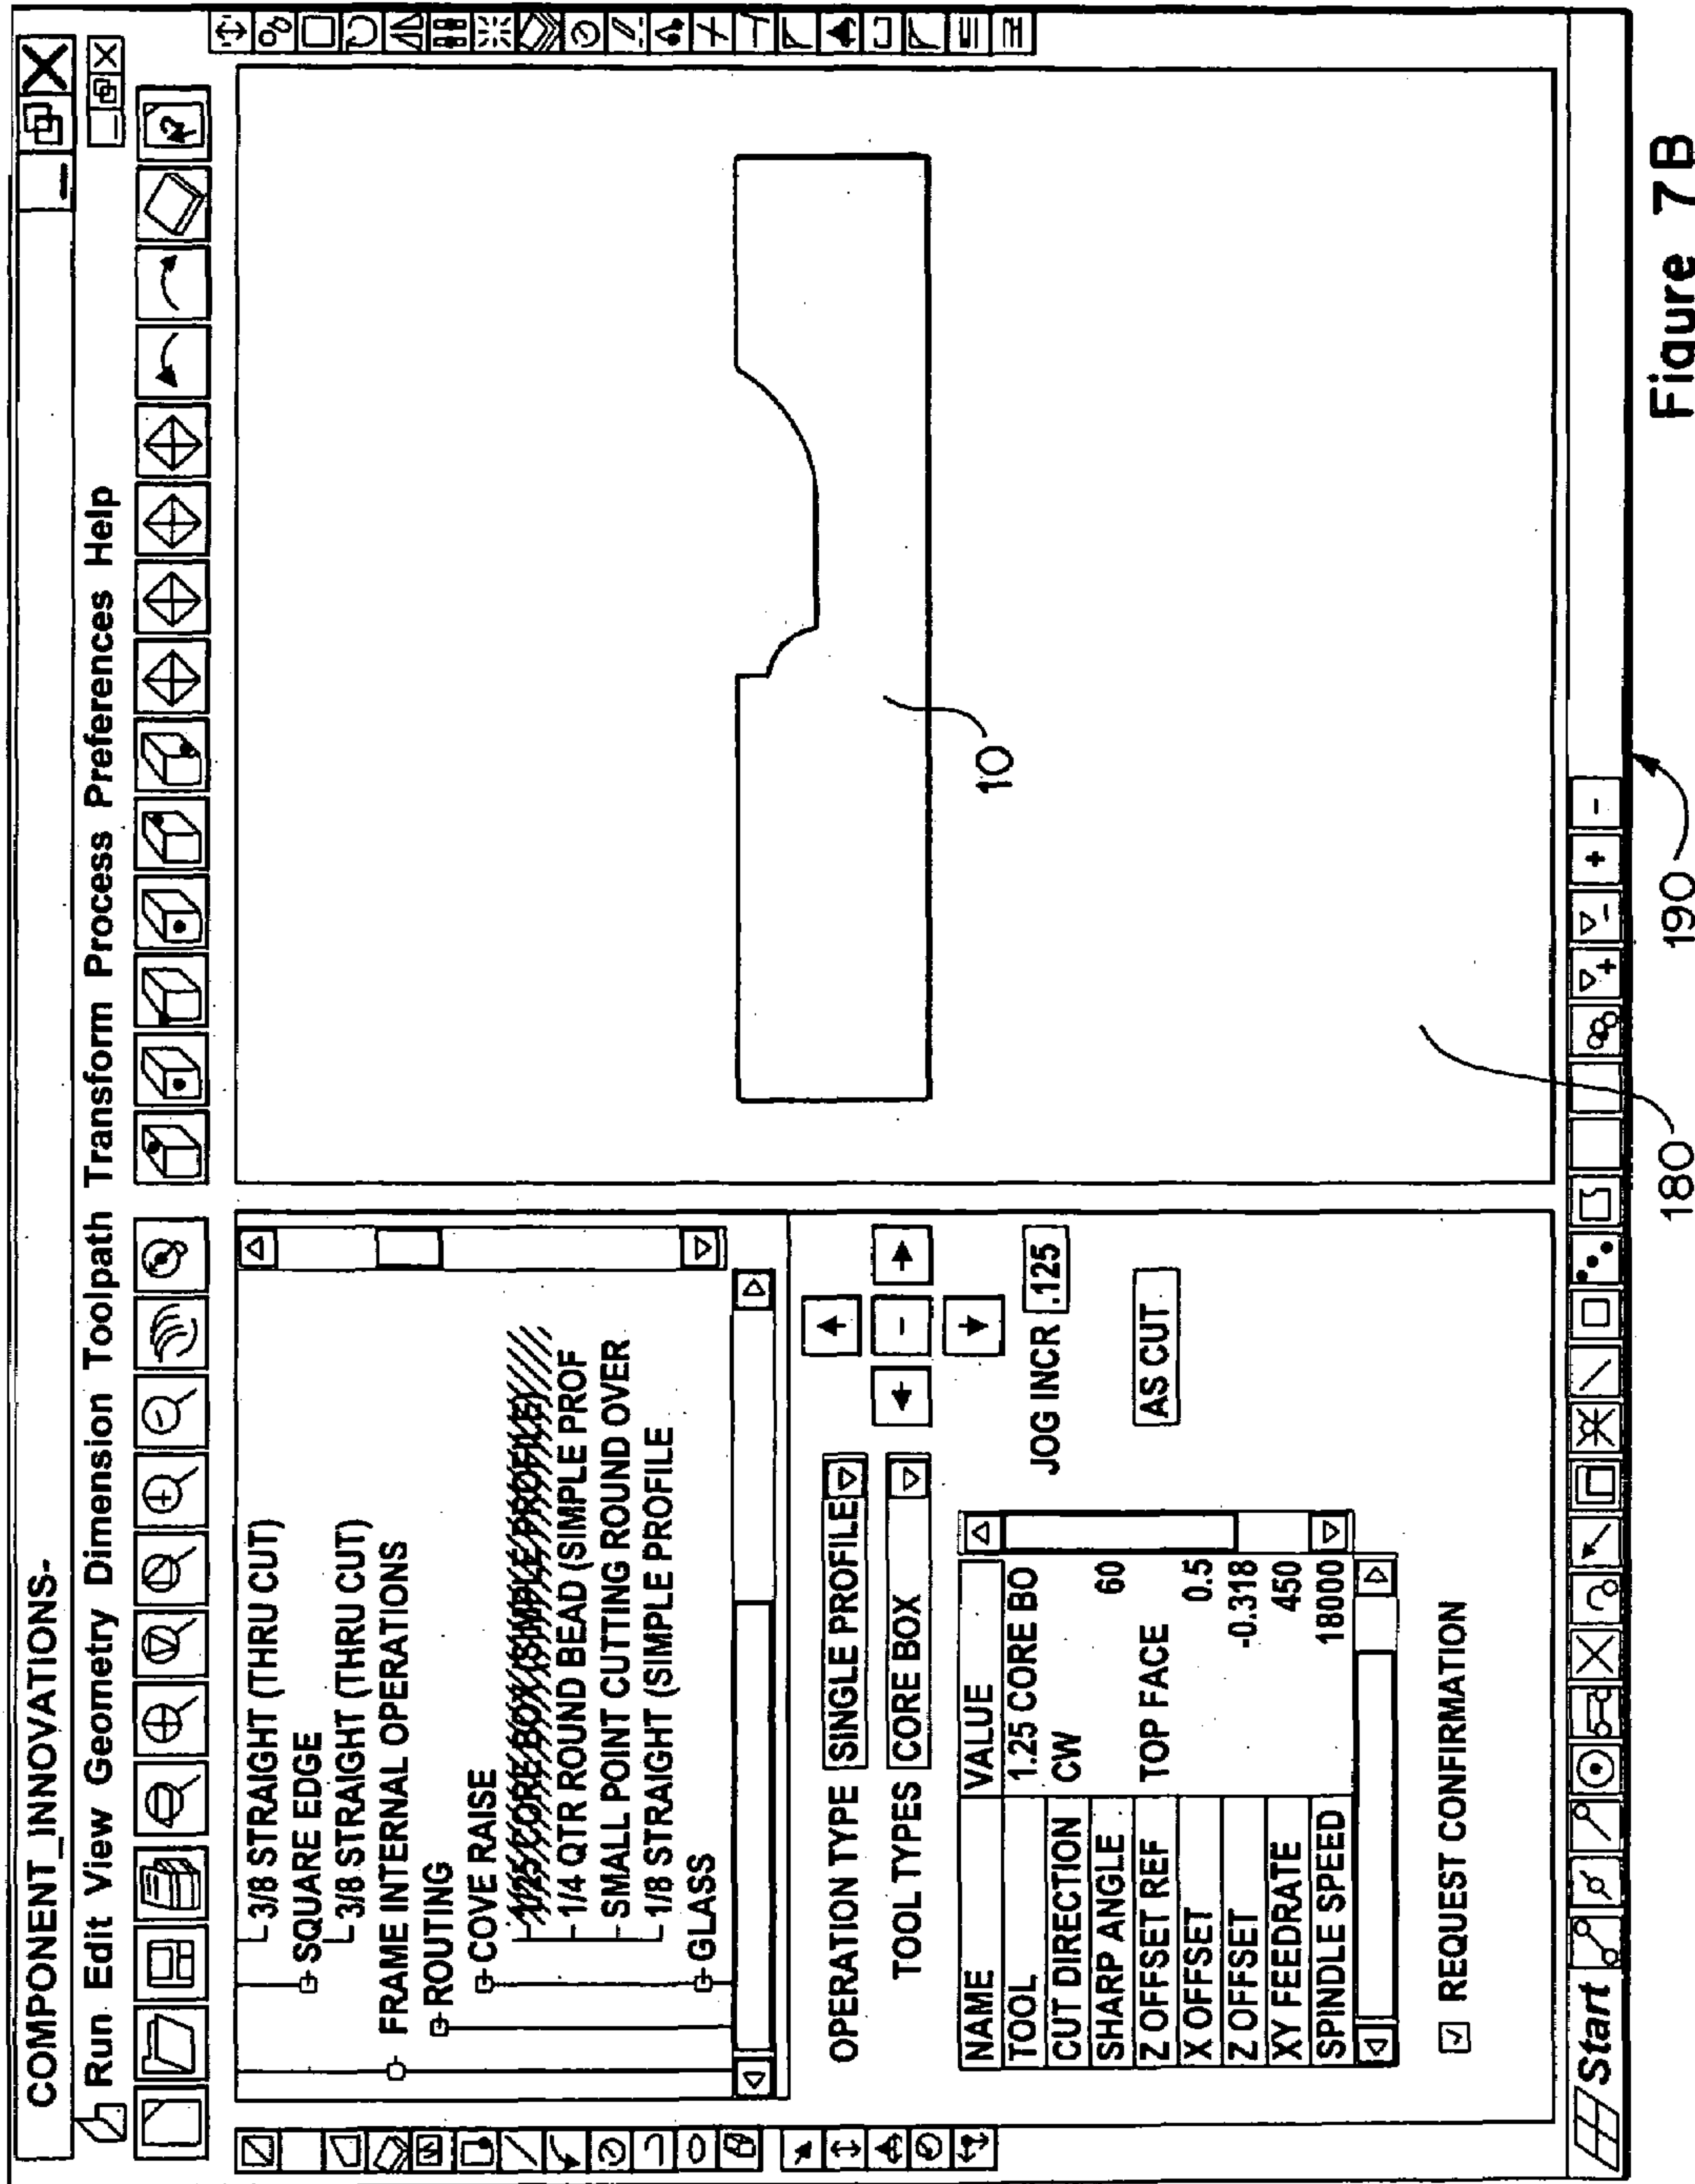 COMPONENT_INNOVATIONS-
Run Edit View Geometry Dimension Toolpath Transform Process Preferences Help
3/8 STRAIGHT (THRU CUT)
SQUARE EDGE
3/8 STRAIGHT (THRU CUT)
FRAME INTERNAL OPERATIONS
ROUTING
COVE RAISE
1.25 CORE BOX (SIMPLE PROFILE)
1/4 QTR ROUND BEAD (SIMPLE PROF
SMALL POINT CUTTING ROUND OVER
1/8 STRAIGHT (SIMPLE PROFILE
GLASS
OPERATION TYPE SINGLE PROFILE
TOOL TYPES CORE BOX
JOG INCR .125
AS CUT
NAME VALUE
TOOL 1.25 CORE BO
CUT DIRECTION CW
SHARP ANGLE 60
Z OFFSET REF TOP FACE
X OFFSET 0.5
Z OFFSET -0.318
XY FEEDRATE 450
SPINDLE SPEED 18000
REQUEST CONFIRMATION
10
Start
180
190
Figure 7B